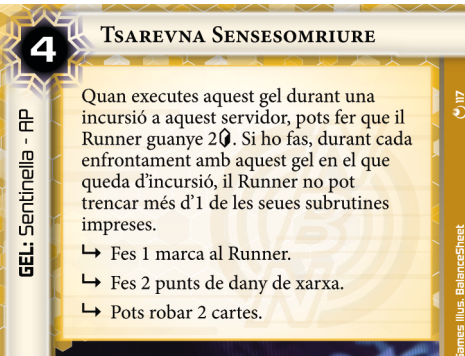 4
Tsarevna Sensesomriure
GEL: Sentinella - AP
Quan executes aquest gel durant una
incursió a aquest servidor, pots fer que il
Runner guanye 2. Si ho fas, durant cada
enfrontament amb aquest gel en el que
queda d'incursió, il Runner no pot
trencar més d'1 de les seues subrutines
impreses.
↳ Fes 1 marca al Runner.
↳ Fes 2 punts de dany de xarxa.
↳ Pots robar 2 cartes.
117
ames Illus. BalanceSheet